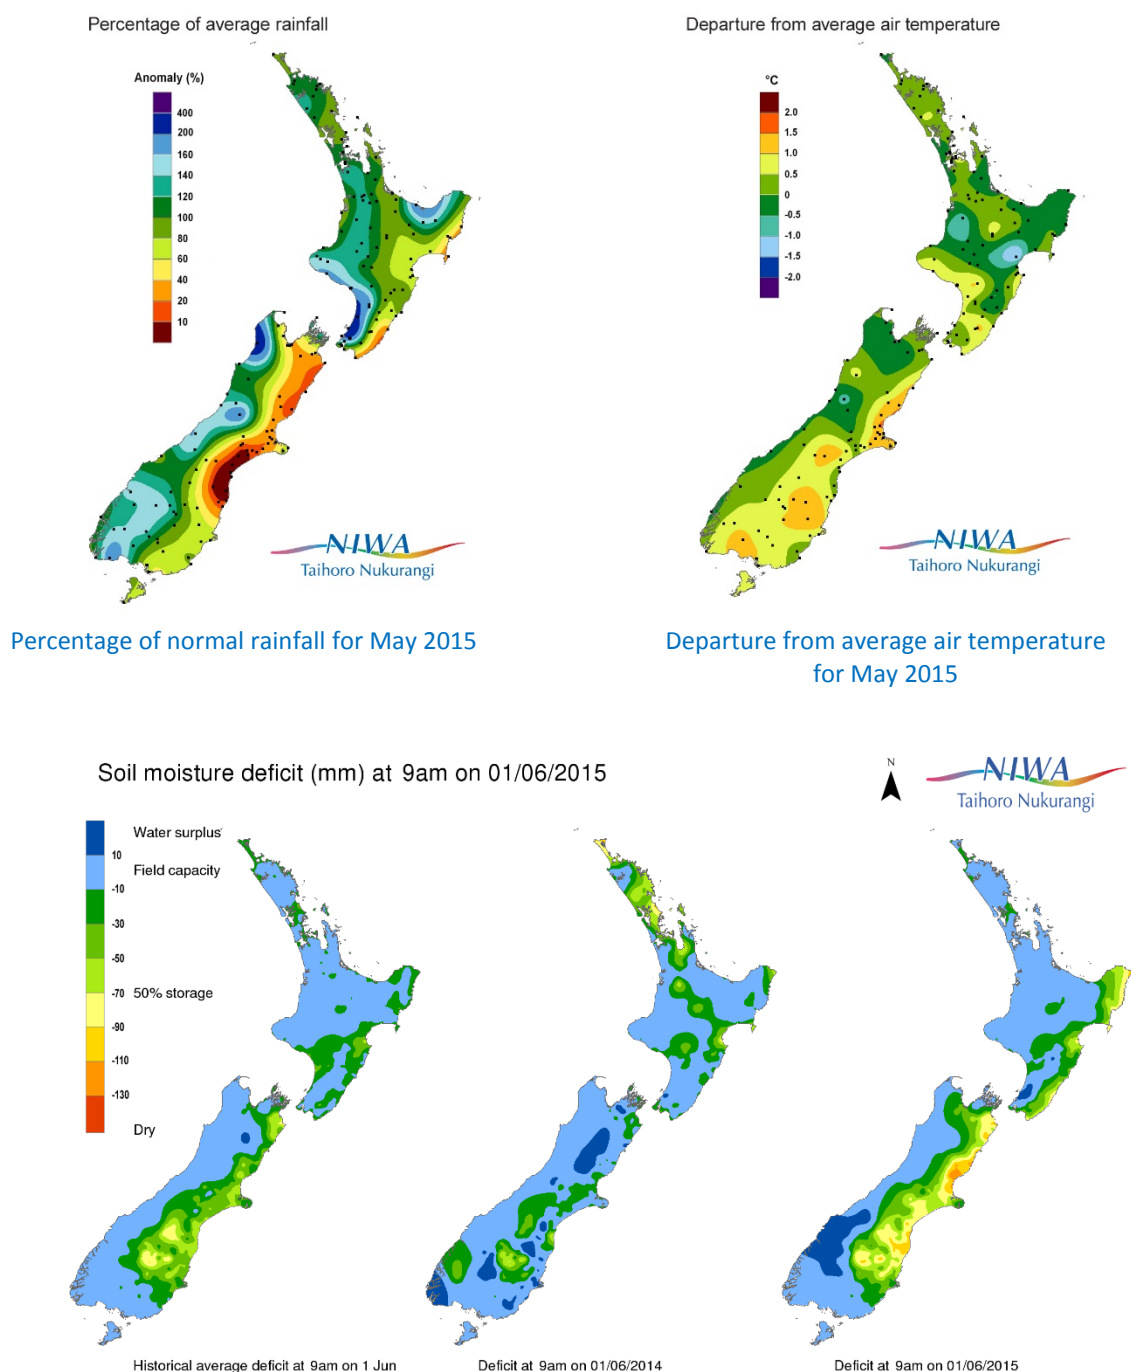 Percentage of average rainfall
Anomaly (%)
400
200
160
140
120
100
80
60
40
20
10
NIWA
Taihoro Nukurangi
Percentage of normal rainfall for May 2015
Departure from average air temperature
°C
2.0
1.5
1.0
0.5
0
-0.5
-1.0
-1.5
-2.0
NIWA
Taihoro Nukurangi
Departure from average air temperature
for May 2015
Soil moisture deficit (mm) at 9am on 01/06/2015
N
NIWA
Taihoro Nukurangi
Water surplus
10
Field capacity
-10
-30
-50
50% storage
-70
-90
-110
-130
Dry
Historical average deficit at 9am on 1 Jun
Deficit at 9am on 01/06/2014
Deficit at 9am on 01/06/2015